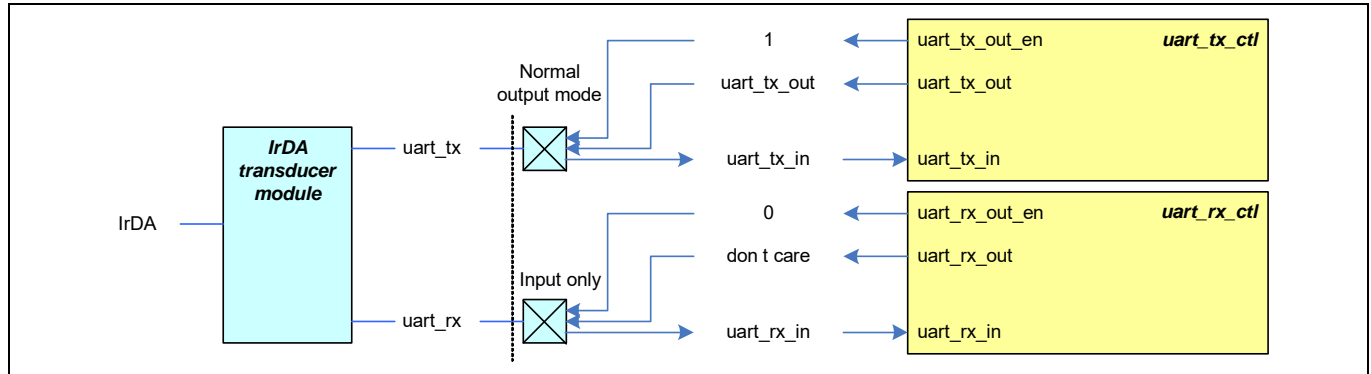 1
uart_tx_out_en
uart_tx_ctl
Normal
output mode
uart_tx_out
uart_tx_out
IrDA
transducer
module
uart_tx
uart_tx_in
uart_tx_in
IrDA
0
uart_rx_out_en
uart_rx_ctl
don t care
uart_rx_out
Input only
uart_rx
uart_rx_in
uart_rx_in